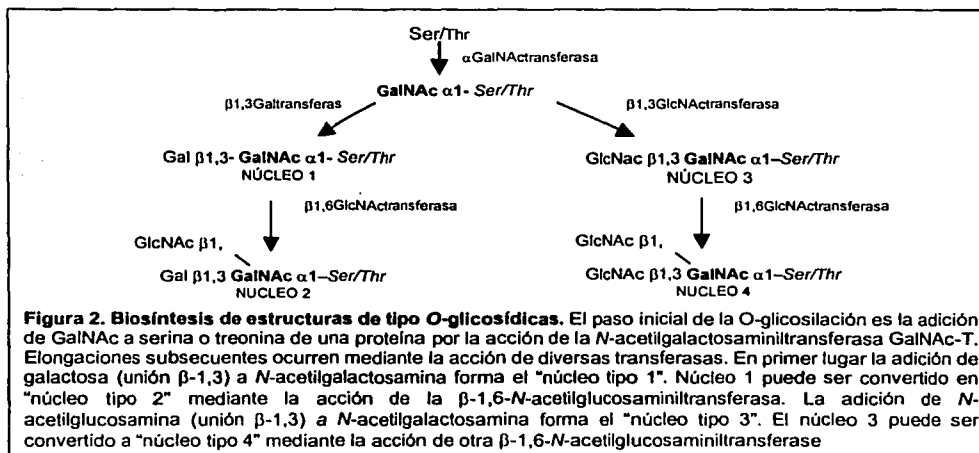 Ser/Thr
αGalNActransferasa
GalNAc α1- Ser/Thr
β1,3Galtransferas
β1,3GlcNActransferasa
Gal β1,3- GalNAc α1- Ser/Thr
NÚCLEO 1
GlcNac β1,3 GalNAc α1–Ser/Thr
NÚCLEO 3
β1,6GlcNActransferasa
β1,6GlcNActransferasa
GlcNAc β1,
GlcNAc β1,
Gal β1,3 GalNAc α1–Ser/Thr
NUCLEO 2
GlcNAc β1,3 GalNAc α1–Ser/Thr
NUCLEO 4
Figura 2. Biosíntesis de estructuras de tipo O-glicosídicas. El paso inicial de la O-glicosilación es la adición
de GalNAc a serina o treonina de una proteína por la acción de la N-acetilgalactosaminiltransferasa GalNAc-T.
Elongaciones subsecuentes ocurren mediante la acción de diversas transferasas. En primer lugar la adición de
galactosa (unión β-1,3) a N-acetilgalactosamina forma el "núcleo tipo 1". Núcleo 1 puede ser convertido en
"núcleo tipo 2" mediante la acción de la β-1,6-N-acetilglucosaminiltransferasa. La adición de N-
acetilglucosamina (unión β-1,3) a N-acetilgalactosamina forma el "núcleo tipo 3". El núcleo 3 puede ser
convertido a "núcleo tipo 4" mediante la acción de otra β-1,6-N-acetilglucosaminiltransferase